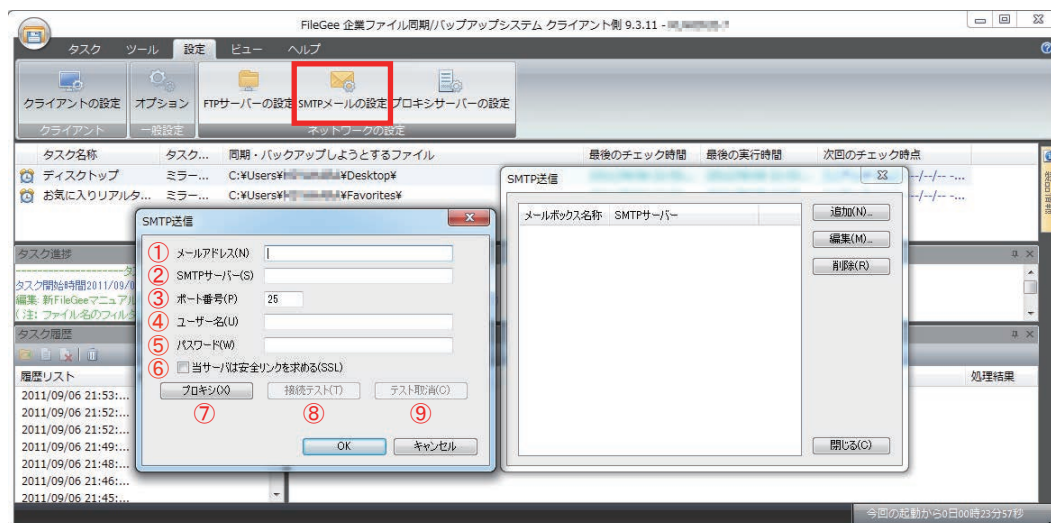 FileGee 企業ファイル同期/バップアップシステム クライアント側 9.3.11 -
タスク ツール 設定 ビュー ヘルプ
クライアントの設定 オプション FTPサーバーの設定 SMTPメールの設定 プロキシサーバーの設定
クライアント 一般設定 ネットワークの設定
タスク名称 タスク... 同期・バックアップしようとするファイル 最後のチェック時間 最後の実行時間 次回のチェック時点
ディスクトップ ミラー... C:¥Users¥ ¥Desktop¥ --/--/-- -...
お気に入りリアルタ... ミラー... C:¥Users¥ ¥Favorites¥ --/--/-- -...
SMTP送信
メールボックス名称 SMTPサーバー
追加(N)...
編集(M)...
削除(R)
閉じる(C)
SMTP送信
① メールアドレス(N)
② SMTPサーバー(S)
③ ポート番号(P) 25
④ ユーザー名(U)
⑤ パスワード(W)
⑥ 当サーバは安全リンクを求める(SSL)
プロキシ(X) 接続テスト(T) テスト取消(C)
⑦ ⑧ ⑨
OK キャンセル
タスク進捗
タスク開始時間2011/09/0
編集: 新FileGeeマニュアル
(注: ファイル名のフィルタ
タスク履歴
履歴リスト 処理結果
2011/09/06 21:53:...
2011/09/06 21:52:...
2011/09/06 21:52:...
2011/09/06 21:49:...
2011/09/06 21:48:...
2011/09/06 21:46:...
2011/09/06 21:45:...
今回の起動から0日00時23分57秒